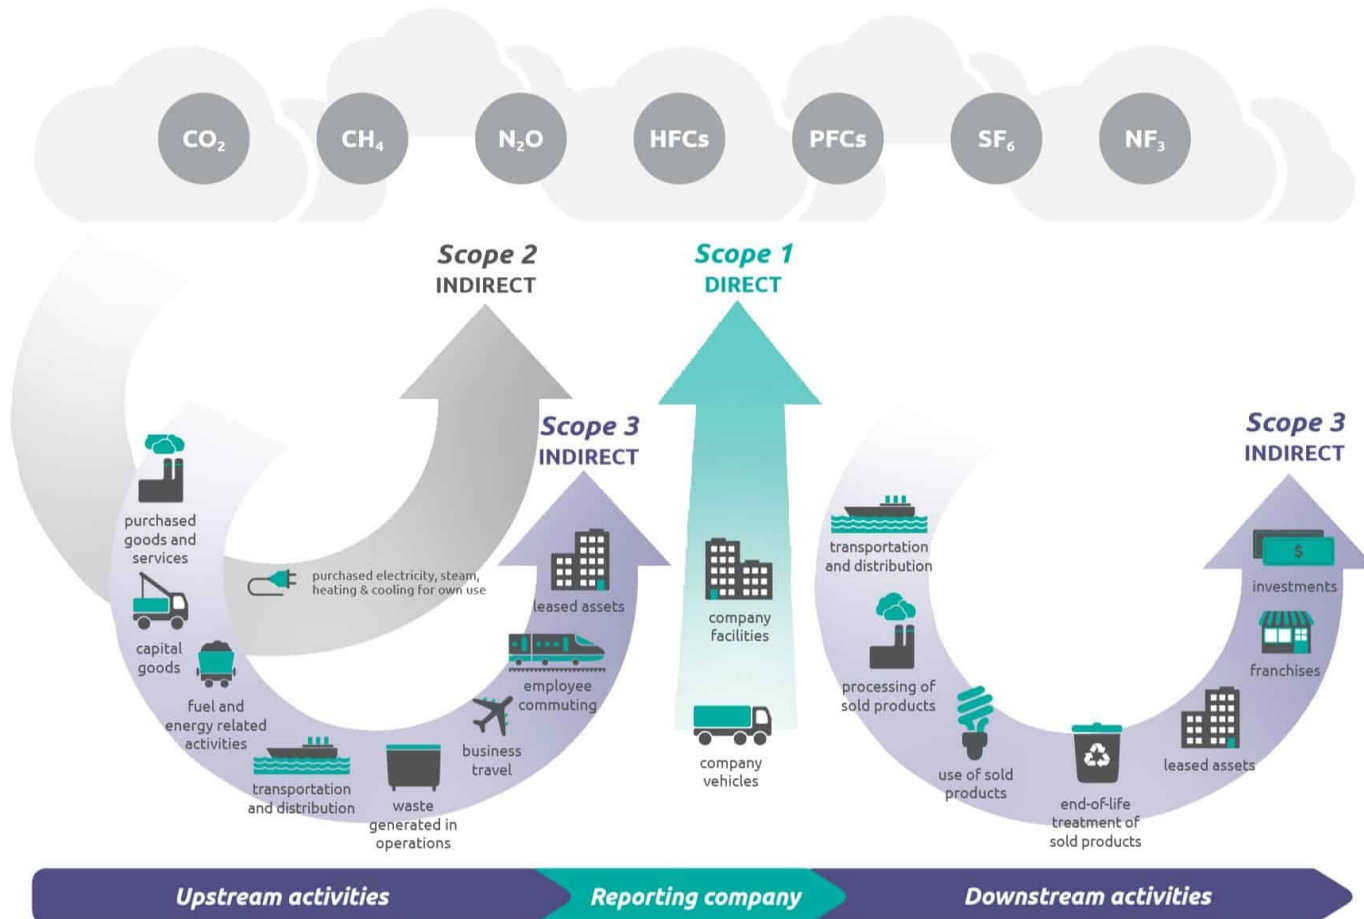 CO₂
CH₄
N₂O
HFCs
PFCs
SF₆
NF₃
Scope 2
INDIRECT
Scope 1
DIRECT
Scope 3
INDIRECT
Scope 3
INDIRECT
purchased
goods and
services
capital
goods
fuel and
energy related
activities
transportation
and distribution
waste
generated in
operations
business
travel
employee
commuting
leased assets
purchased electricity, steam,
heating & cooling for own use
company
facilities
company
vehicles
transportation
and distribution
processing of
sold products
use of sold
products
end-of-life
treatment of
sold products
leased assets
franchises
$
investments
Upstream activities
Reporting company
Downstream activities